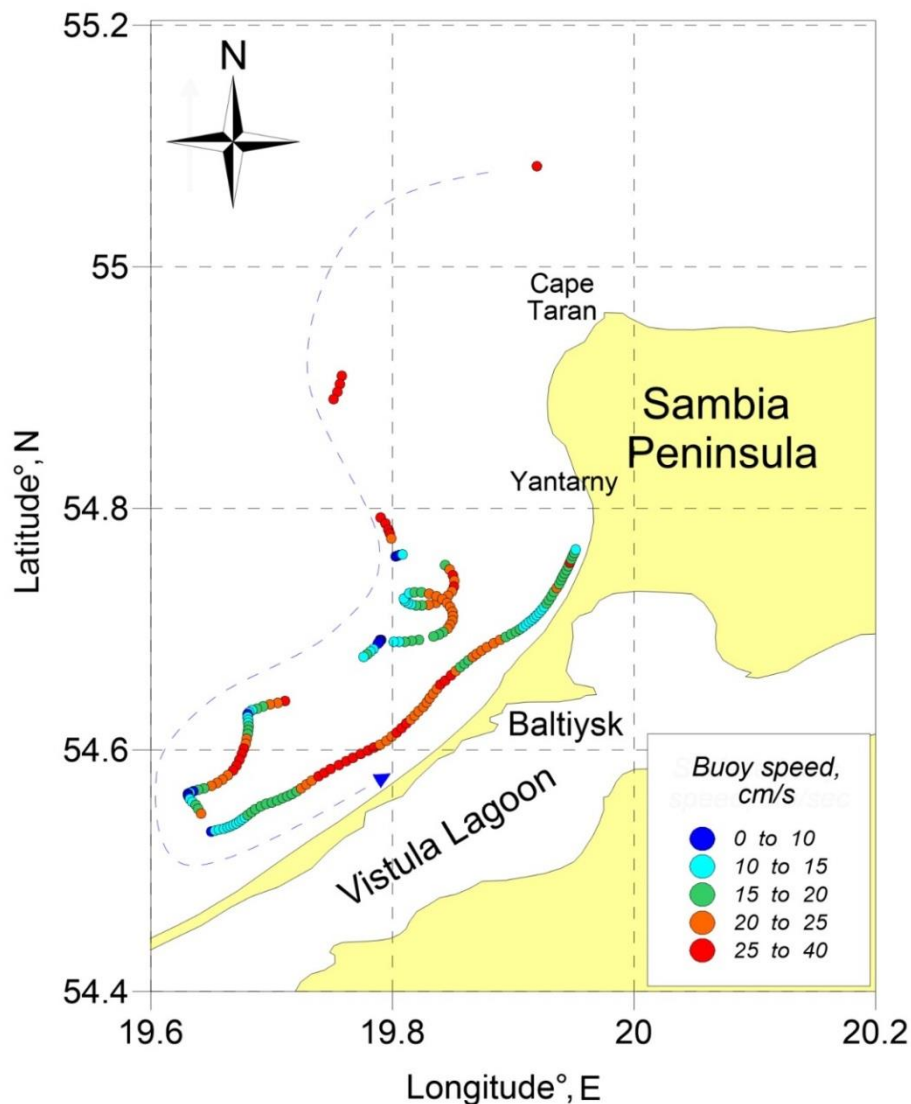 55.2
N
55
Cape
Taran
Sambia
Peninsula
Yantarny
54.8
Latitude°, N
54.6
Baltiysk
Vistula Lagoon
Buoy speed,
cm/s
0 to 10
10 to 15
15 to 20
20 to 25
25 to 40
54.4
19.6
19.8
20
20.2
Longitude°, E